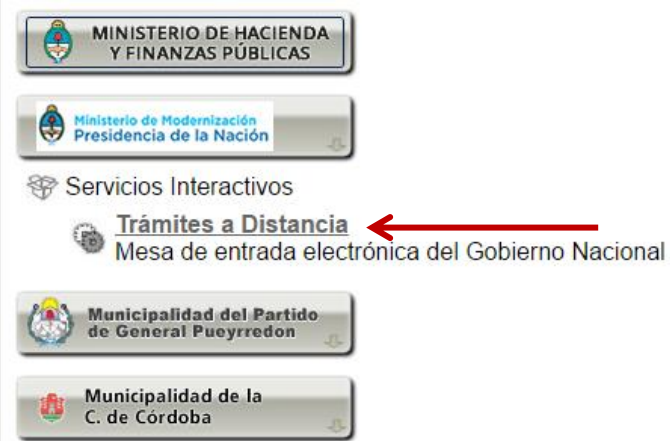 MINISTERIO DE HACIENDA
Y FINANZAS PÚBLICAS
Ministerio de Modernización
Presidencia de la Nación
Servicios Interactivos
Trámites a Distancia
Mesa de entrada electrónica del Gobierno Nacional
Municipalidad del Partido
de General Pueyrredon
Municipalidad de la
C. de Córdoba